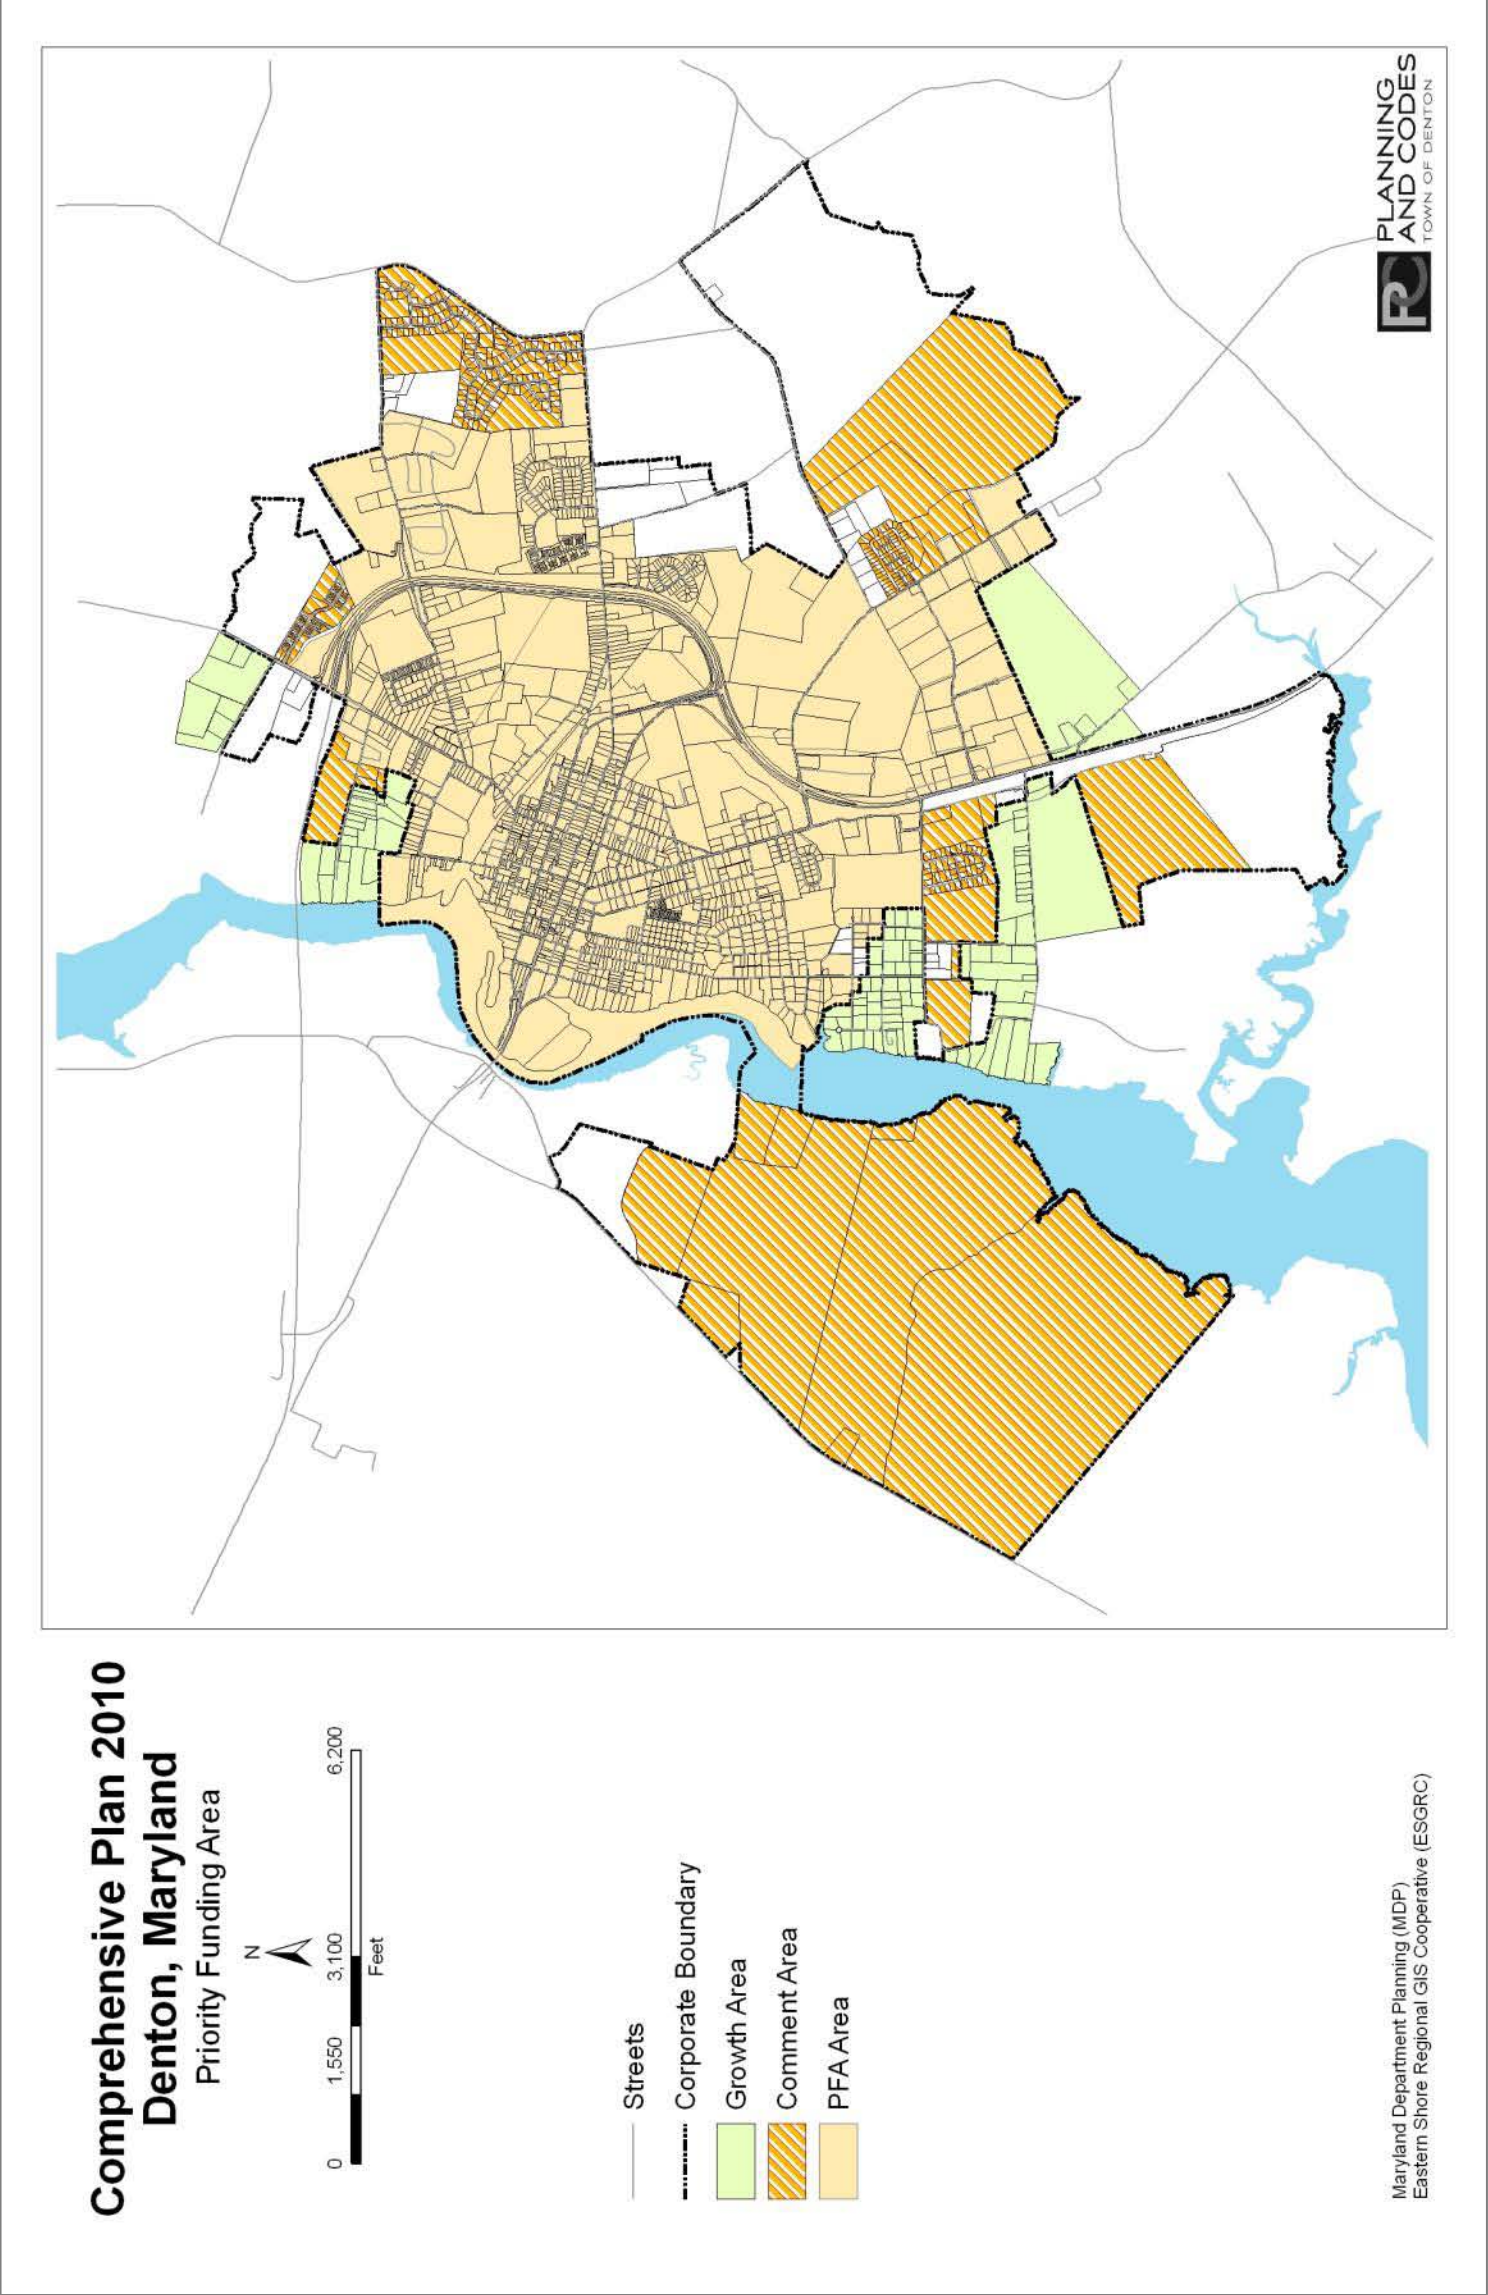 Comprehensive Plan 2010
Denton, Maryland
Priority Funding Area
N
0 1,550 3,100 6,200
Feet
Streets
Corporate Boundary
Growth Area
Comment Area
PFA Area
Maryland Department Planning (MDP)
Eastern Shore Regional GIS Cooperative (ESGRC)
PC
PLANNING
AND CODES
TOWN OF DENTON